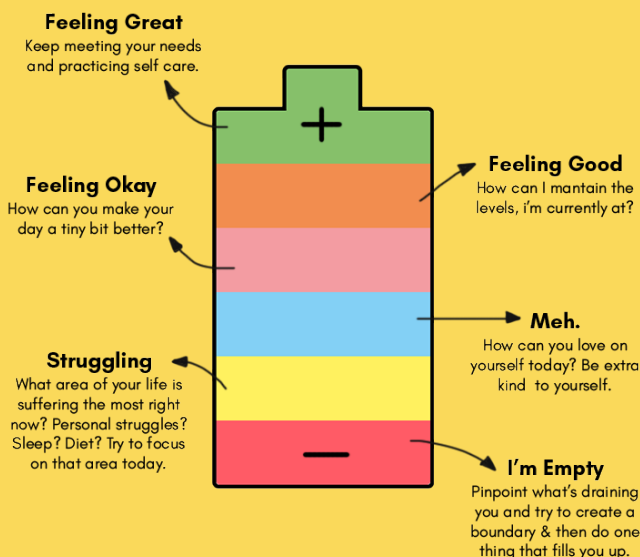 Feeling Great
Keep meeting your needs
and practicing self care.
+
Feeling Good
How can I mantain the
levels, i'm currently at?
Feeling Okay
How can you make your
day a tiny bit better?
Meh.
How can you love on
yourself today? Be extra
kind to yourself.
Struggling
What area of your life is
suffering the most right
now? Personal struggles?
Sleep? Diet? Try to focus
on that area today.
—
I'm Empty
Pinpoint what's draining
you and try to create a
boundary & then do one
thing that fills you up.